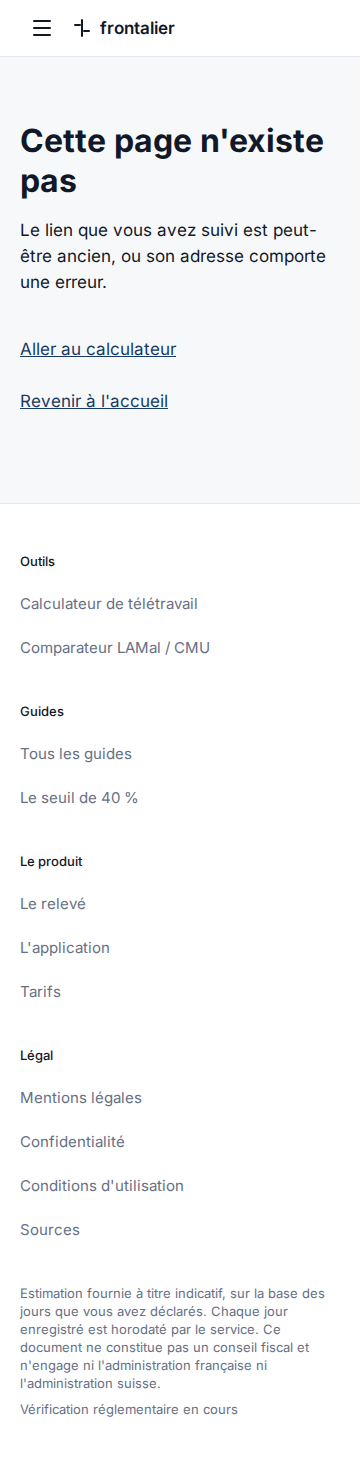 frontalier
Cette page n'existe
pas
Le lien que vous avez suivi est peut-
être ancien, ou son adresse comporte
une erreur.
Aller au calculateur
Revenir à l'accueil
Outils
Calculateur de télétravail
Comparateur LAMal / CMU
Guides
Tous les guides
Le seuil de 40 %
Le produit
Le relevé
L'application
Tarifs
Légal
Mentions légales
Confidentialité
Conditions d'utilisation
Sources
Estimation fournie à titre indicatif, sur la base des
jours que vous avez déclarés. Chaque jour
enregistré est horodaté par le service. Ce
document ne constitue pas un conseil fiscal et
n'engage ni l'administration française ni
l'administration suisse.
Vérification réglementaire en cours